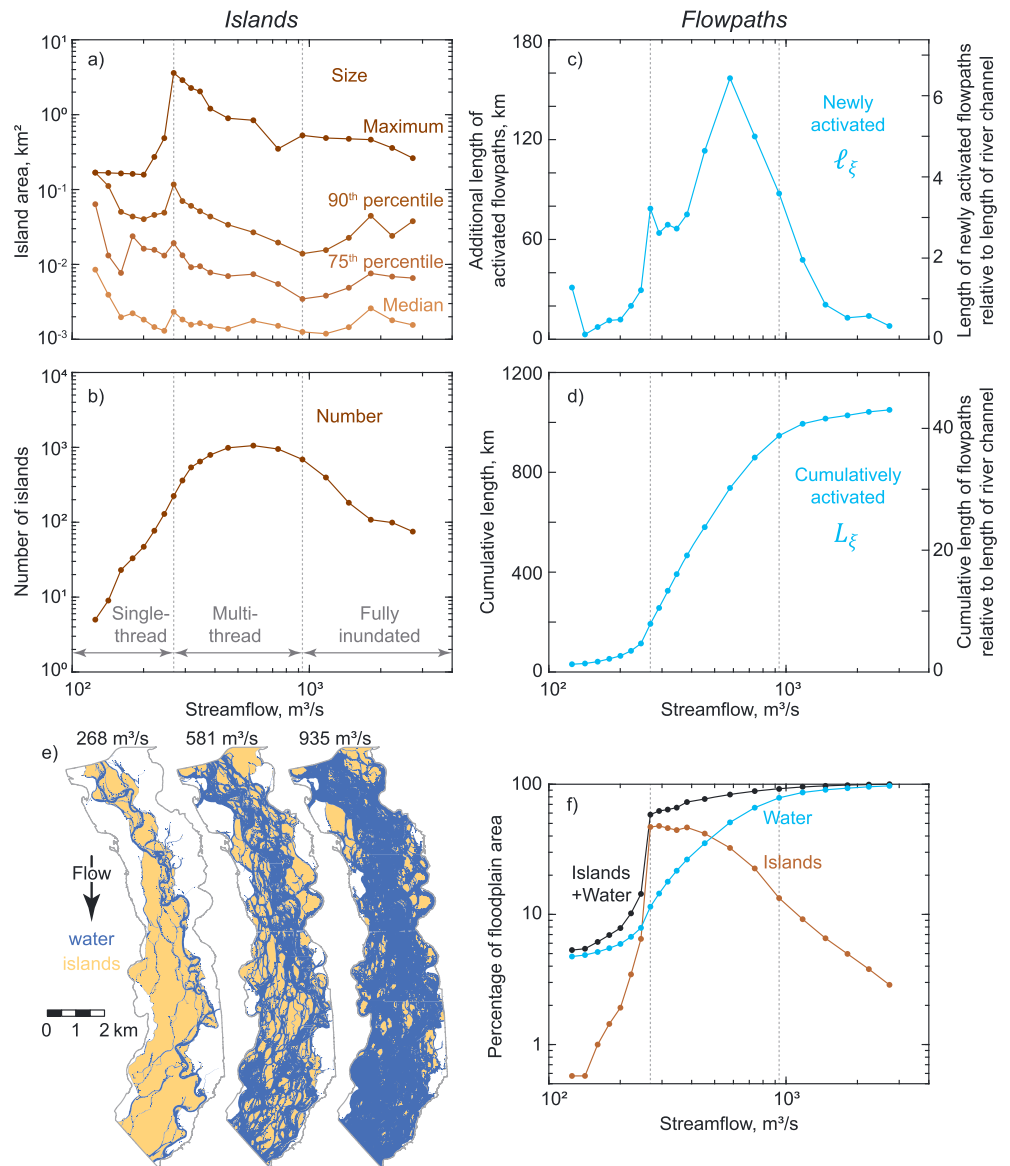 Islands
Flowpaths
a)
Size
Maximum
90th percentile
75th percentile
Median
Island area, km²
10¹
10⁰
10⁻¹
10⁻²
10⁻³
c)
Newly
activated
ℓξ
Additional length of
activated flowpaths, km
180
120
60
0
Length of newly activated flowpaths
relative to length of river channel
6
4
2
0
b)
Number
Number of islands
10⁴
10³
10²
10¹
10⁰
Single-
thread
Multi-
thread
Fully
inundated
10²
10³
Streamflow, m³/s
d)
Cumulatively
activated
Lξ
Cumulative length, km
1200
800
400
0
Cumulative length of flowpaths
relative to length of river channel
40
20
0
10²
10³
Streamflow, m³/s
e)
268 m³/s
581 m³/s
935 m³/s
Flow
water
islands
0 1 2 km
f)
Water
Islands
Islands
+Water
Percentage of floodplain area
100
10
1
10²
10³
Streamflow, m³/s